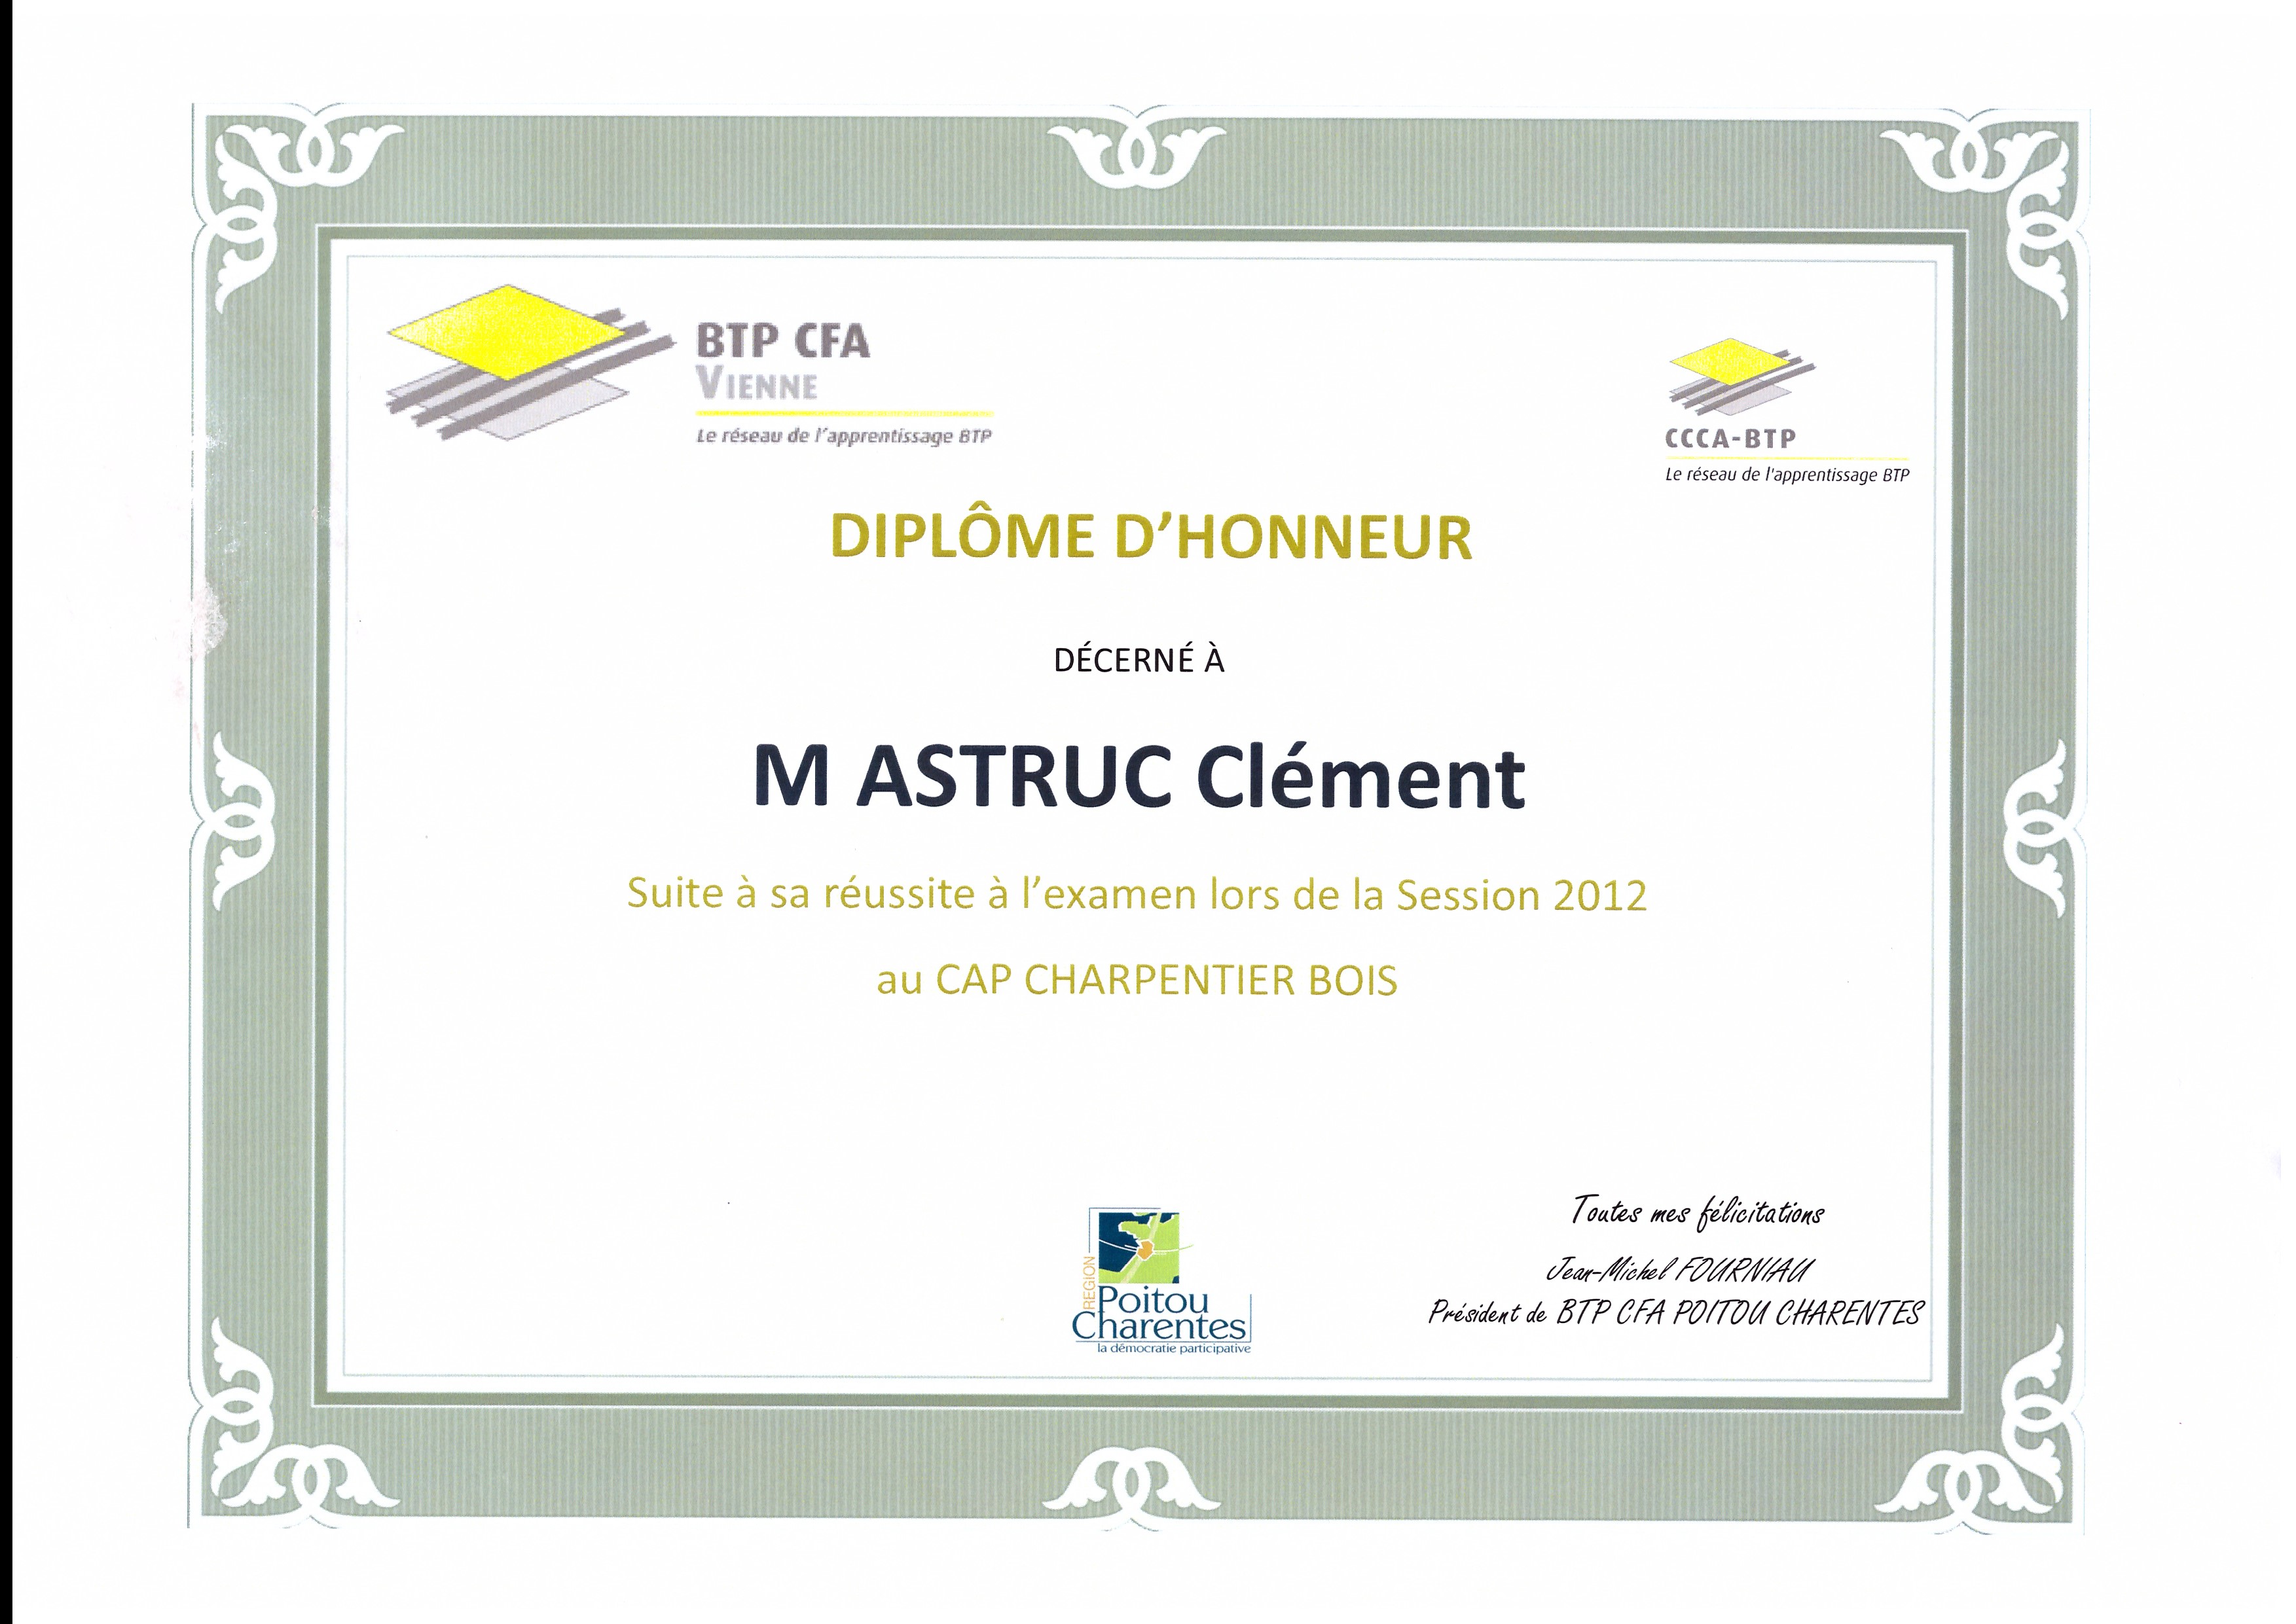 BTP CFA
VIENNE
Le réseau de l'apprentissage BTP
CCCA-BTP
Le réseau de l'apprentissage BTP
DIPLÔME D'HONNEUR
DÉCERNÉ À
M ASTRUC Clément
Suite à sa réussite à l'examen lors de la Session 2012
au CAP CHARPENTIER BOIS
REGION
Poitou
Charentes
la démocratie participative
Toutes mes félicitations
Jean-Michel FOURNIAU
Président de BTP CFA POITOU CHARENTES